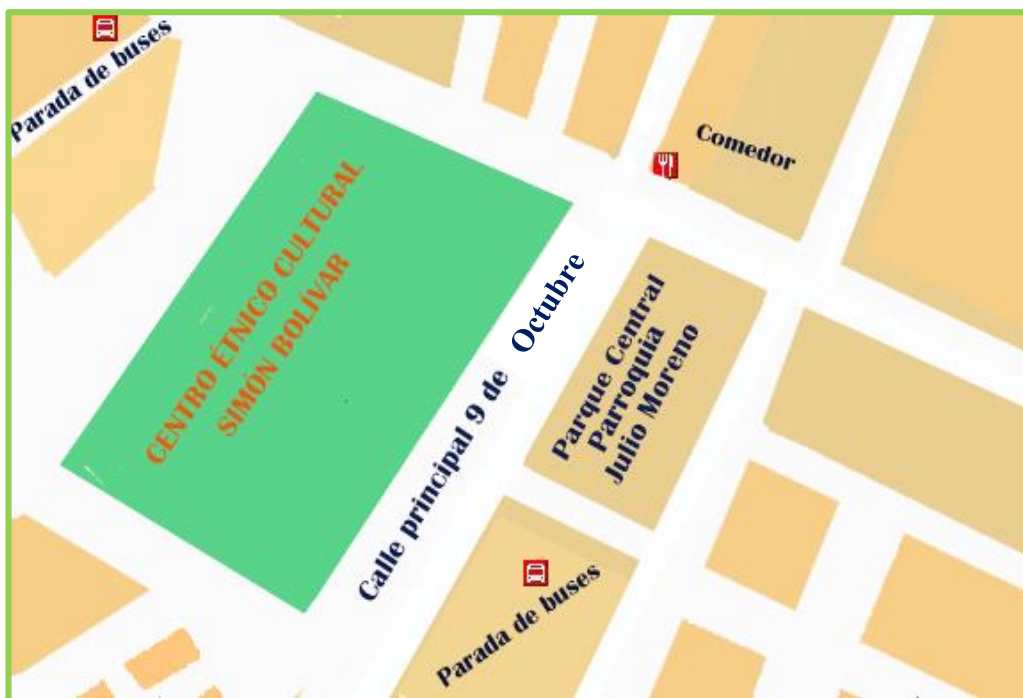 Parada de buses
Comedor
CENTRO ÉTNICO CULTURAL
SIMÓN BOLÍVAR
Calle principal 9 de Octubre
Parque Central
Parroquia
Julio Moreno
Parada de buses